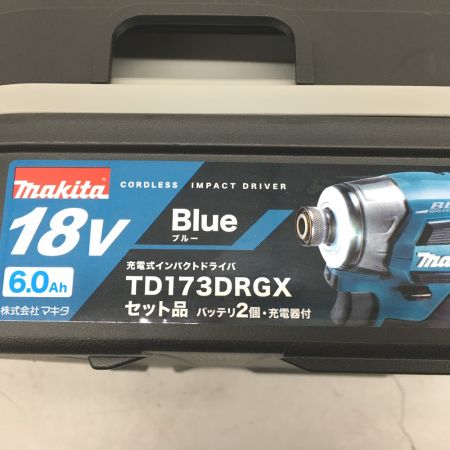 makita
CORDLESS IMPACT DRIVER
18V
Blue
ブルー
6.0Ah
充電式インパクトドライバ
TD173DRGX
株式会社 マキタ
セット品 バッテリ2個・充電器付